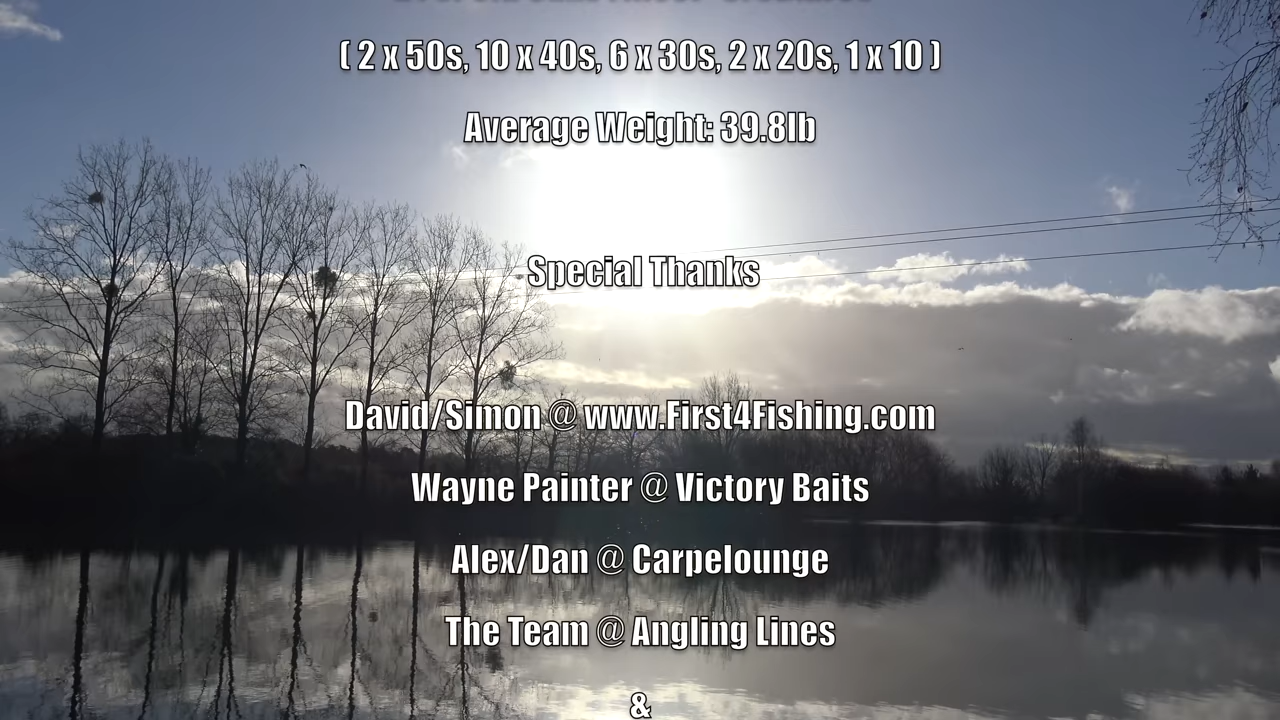 ( 2 x 50s, 10 x 40s, 6 x 30s, 2 x 20s, 1 x 10 )
Average Weight: 39.8lb
Special Thanks
David/Simon @ www.First4Fishing.com
Wayne Painter @ Victory Baits
Alex/Dan @ Carpelounge
The Team @ Angling Lines
&